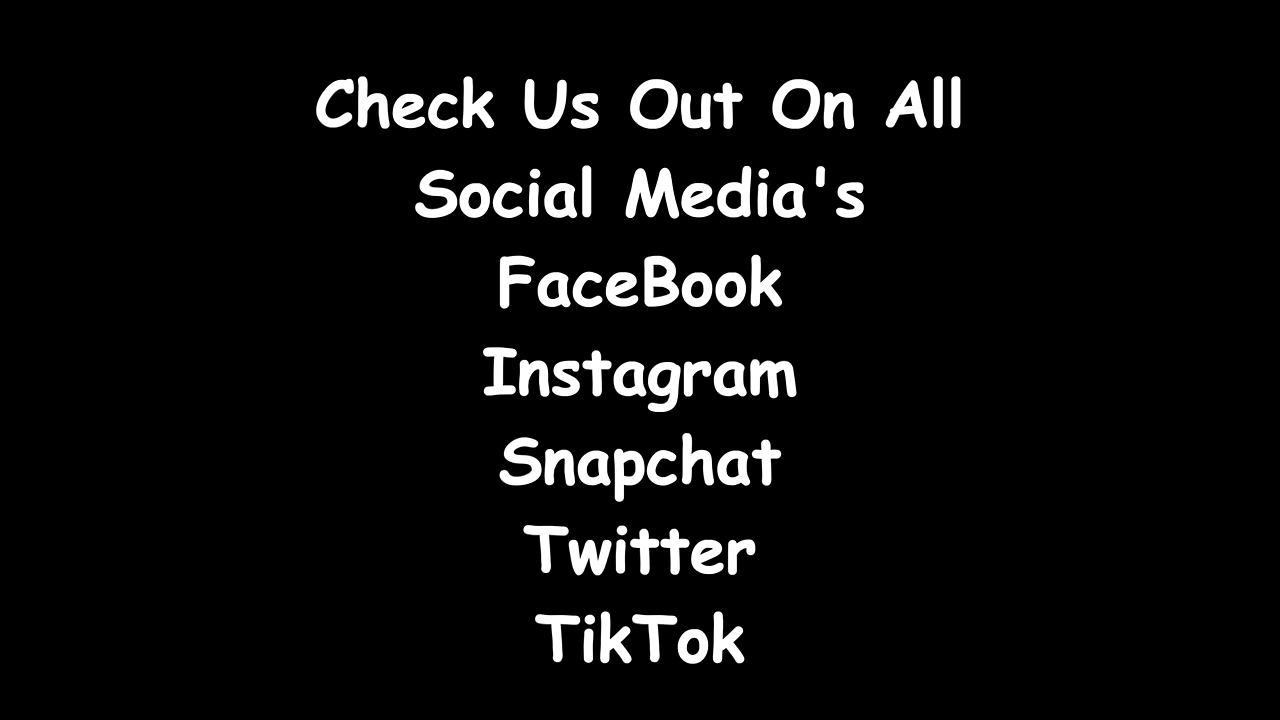 Check Us Out On All
Social Media's
FaceBook
Instagram
Snapchat
Twitter
TikTok